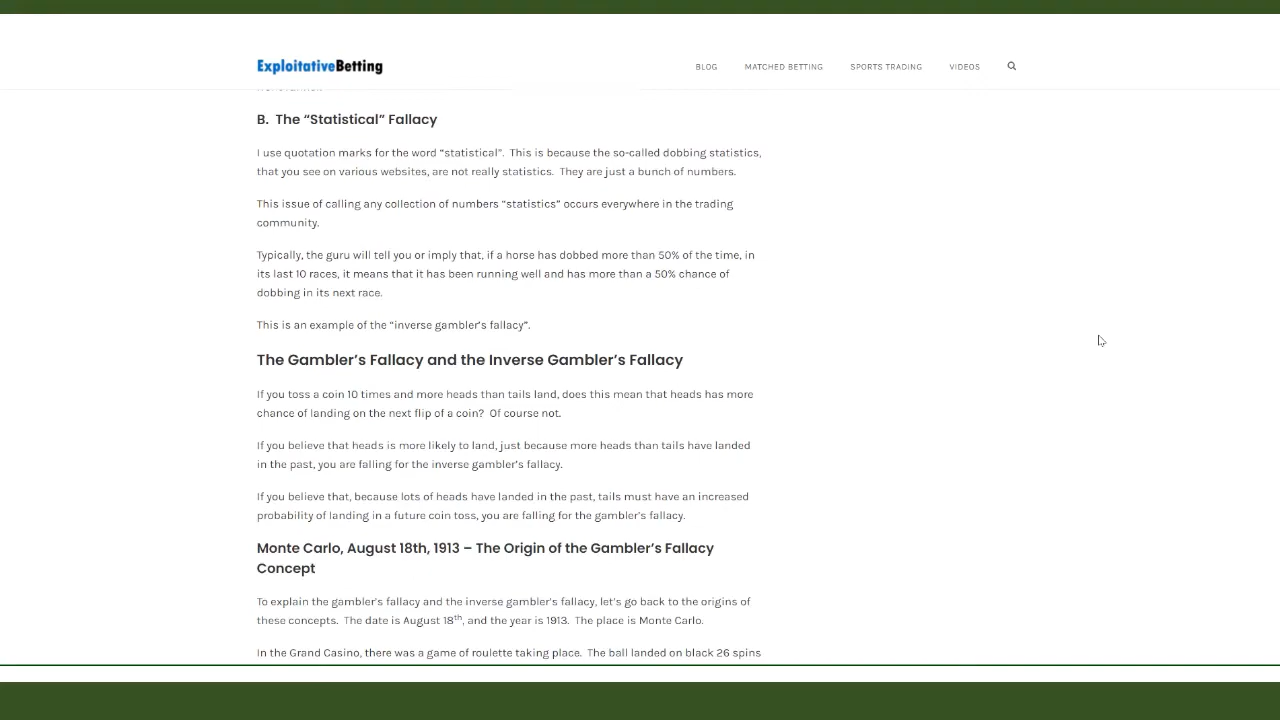 ExploitativeBetting
BLOG MATCHED BETTING SPORTS TRADING VIDEOS
B. The “Statistical” Fallacy
I use quotation marks for the word “statistical”. This is because the so-called dobbing statistics,
that you see on various websites, are not really statistics. They are just a bunch of numbers.
This issue of calling any collection of numbers “statistics” occurs everywhere in the trading
community.
Typically, the guru will tell you or imply that, if a horse has dobbed more than 50% of the time, in
its last 10 races, it means that it has been running well and has more than a 50% chance of
dobbing in its next race.
This is an example of the “inverse gambler’s fallacy”.
The Gambler’s Fallacy and the Inverse Gambler’s Fallacy
If you toss a coin 10 times and more heads than tails land, does this mean that heads has more
chance of landing on the next flip of a coin? Of course not.
If you believe that heads is more likely to land, just because more heads than tails have landed
in the past, you are falling for the inverse gambler’s fallacy.
If you believe that, because lots of heads have landed in the past, tails must have an increased
probability of landing in a future coin toss, you are falling for the gambler’s fallacy.
Monte Carlo, August 18th, 1913 – The Origin of the Gambler’s Fallacy
Concept
To explain the gambler’s fallacy and the inverse gambler’s fallacy, let’s go back to the origins of
these concepts. The date is August 18th, and the year is 1913. The place is Monte Carlo.
In the Grand Casino, there was a game of roulette taking place. The ball landed on black 26 spins